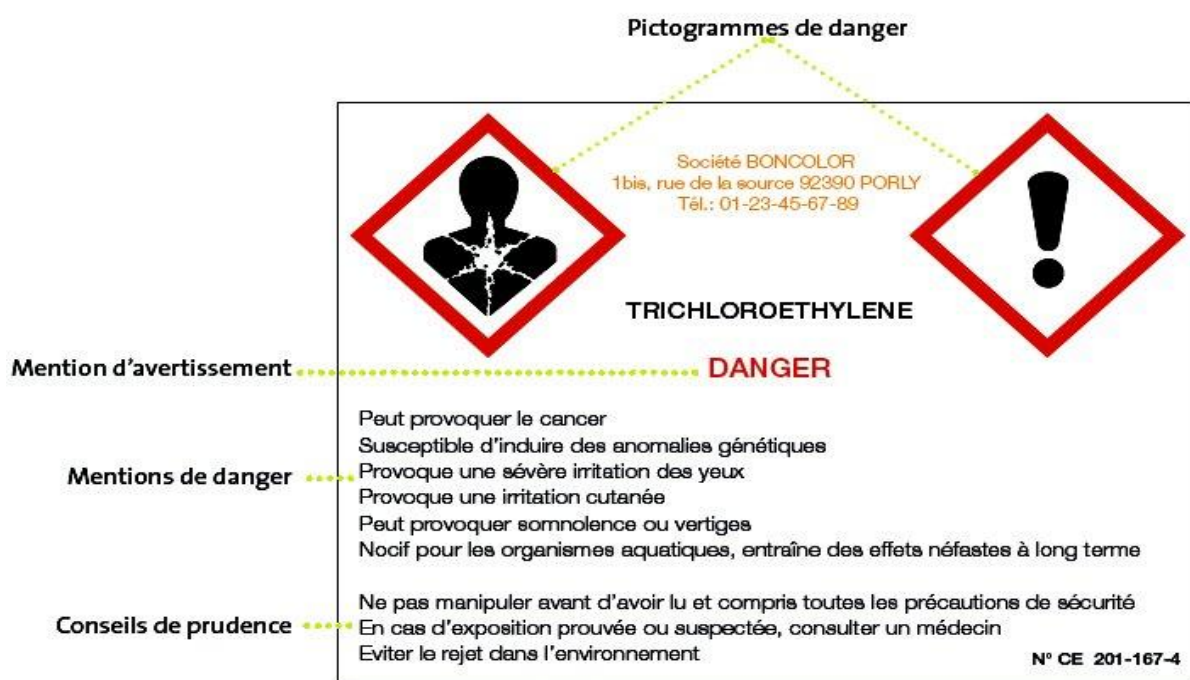 Pictogrammes de danger
Société BONCOLOR
1bis, rue de la source 92390 PORLY
Tél.: 01-23-45-67-89
TRICHLOROETHYLENE
Mention d'avertissement
DANGER
Peut provoquer le cancer
Susceptible d'induire des anomalies génétiques
Mentions de danger
Provoque une sévère irritation des yeux
Provoque une irritation cutanée
Peut provoquer somnolence ou vertiges
Nocif pour les organismes aquatiques, entraîne des effets néfastes à long terme
Ne pas manipuler avant d'avoir lu et compris toutes les précautions de sécurité
Conseils de prudence
En cas d'exposition prouvée ou suspectée, consulter un médecin
Eviter le rejet dans l'environnement
N° CE 201-167-4